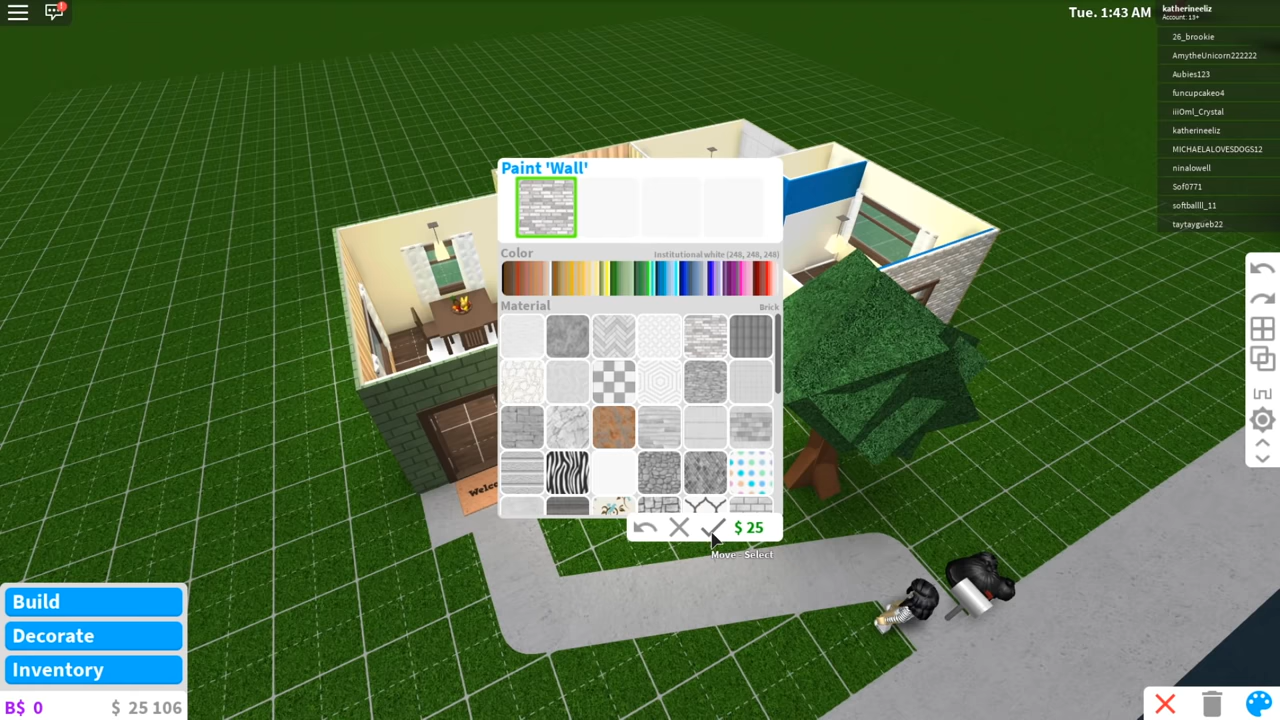 Tue. 1:43 AM
katherineeliz
Account: 13+
26_brookie
AmytheUnicorn222222
Aubies123
funcupcakeo4
iiiOml_Crystal
katherineeliz
MICHAELALOVESDOGS12
ninalowell
Sof0771
softballll_11
taytaygueb22
Paint 'Wall'
Color
Institutional white (248, 248, 248)
Material
Brick
$ 25
Move - Select
Welco
Build
Decorate
Inventory
B$ 0
$ 25 106